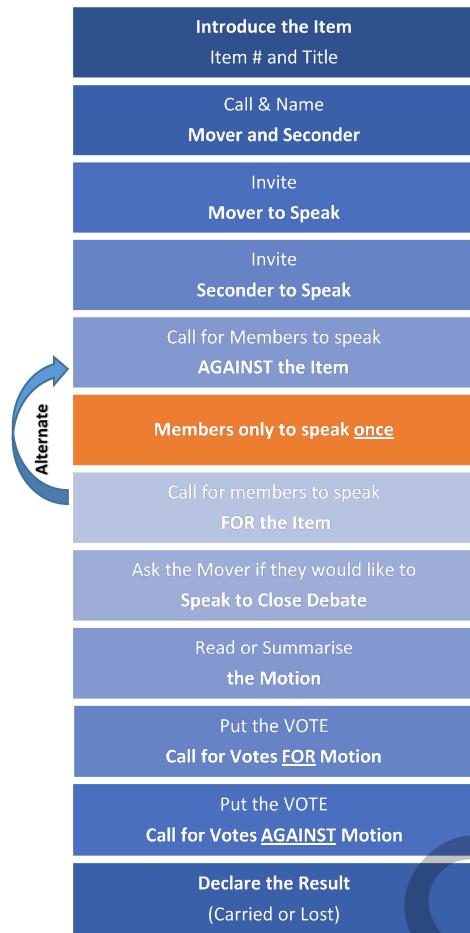 Introduce the Item
Item # and Title
Call & Name
Mover and Seconder
Invite
Mover to Speak
Invite
Seconder to Speak
Call for Members to speak
AGAINST the Item
Alternate
Members only to speak once
Call for members to speak
FOR the Item
Ask the Mover if they would like to
Speak to Close Debate
Read or Summarise
the Motion
Put the VOTE
Call for Votes FOR Motion
Put the VOTE
Call for Votes AGAINST Motion
Declare the Result
(Carried or Lost)